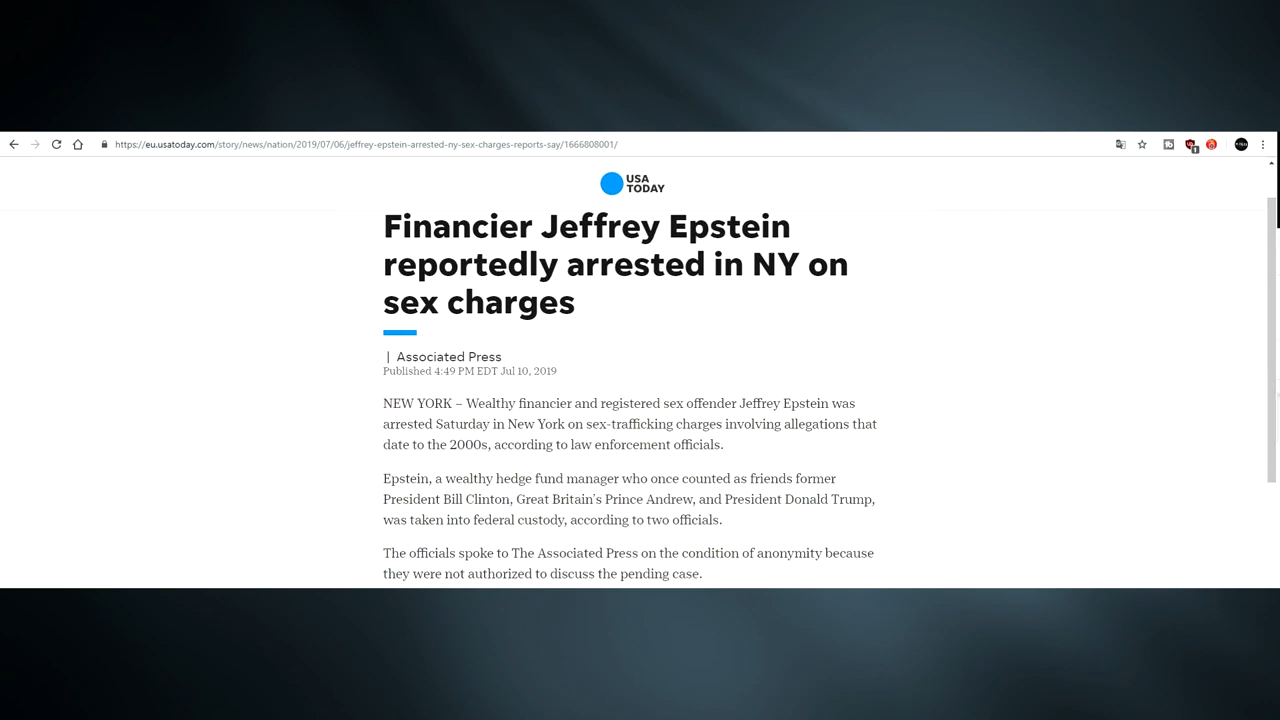 https://eu.usatoday.com/story/news/nation/2019/07/06/jeffrey-epstein-arrested-ny-sex-charges-reports-say/1666808001/
USA
TODAY
Financier Jeffrey Epstein
reportedly arrested in NY on
sex charges
| Associated Press
Published 4:49 PM EDT Jul 10, 2019
NEW YORK – Wealthy financier and registered sex offender Jeffrey Epstein was
arrested Saturday in New York on sex-trafficking charges involving allegations that
date to the 2000s, according to law enforcement officials.
Epstein, a wealthy hedge fund manager who once counted as friends former
President Bill Clinton, Great Britain's Prince Andrew, and President Donald Trump,
was taken into federal custody, according to two officials.
The officials spoke to The Associated Press on the condition of anonymity because
they were not authorized to discuss the pending case.